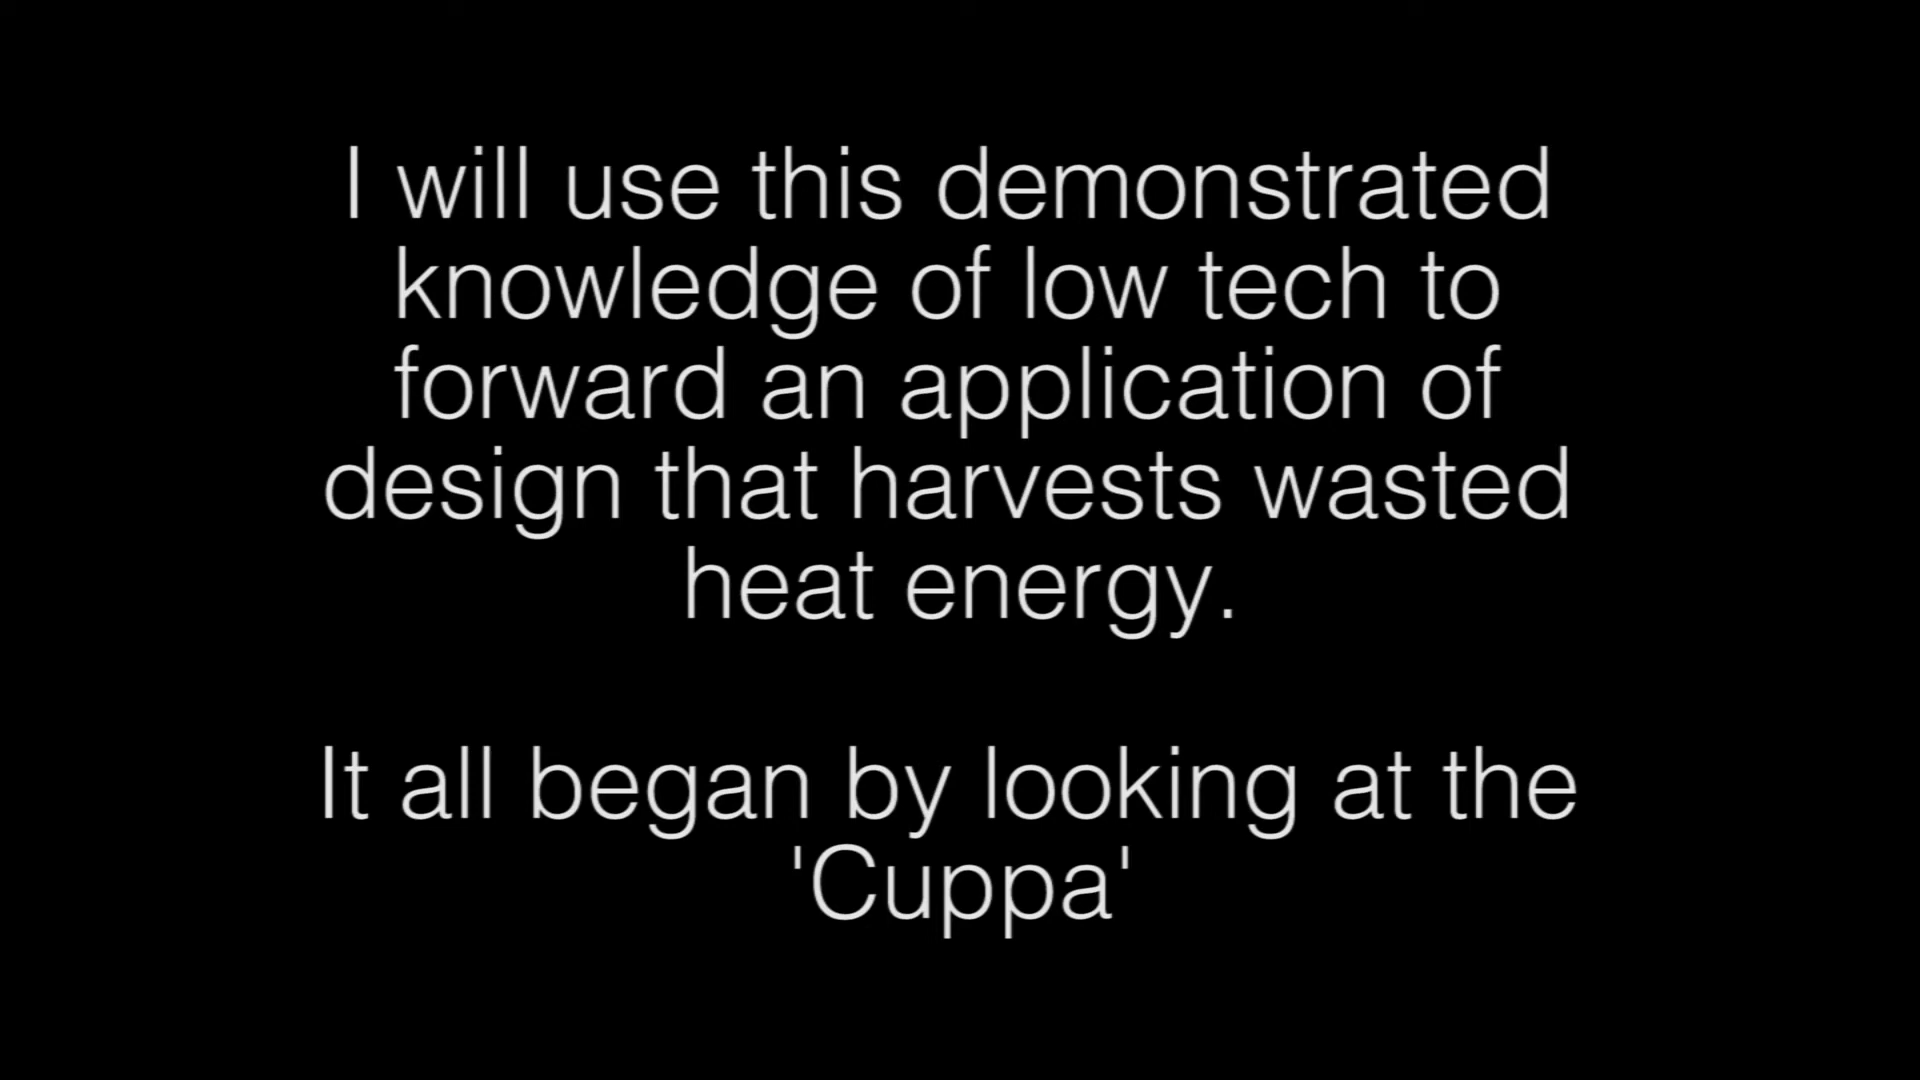 I will use this demonstrated
knowledge of low tech to
forward an application of
design that harvests wasted
heat energy.
It all began by looking at the
'Cuppa'